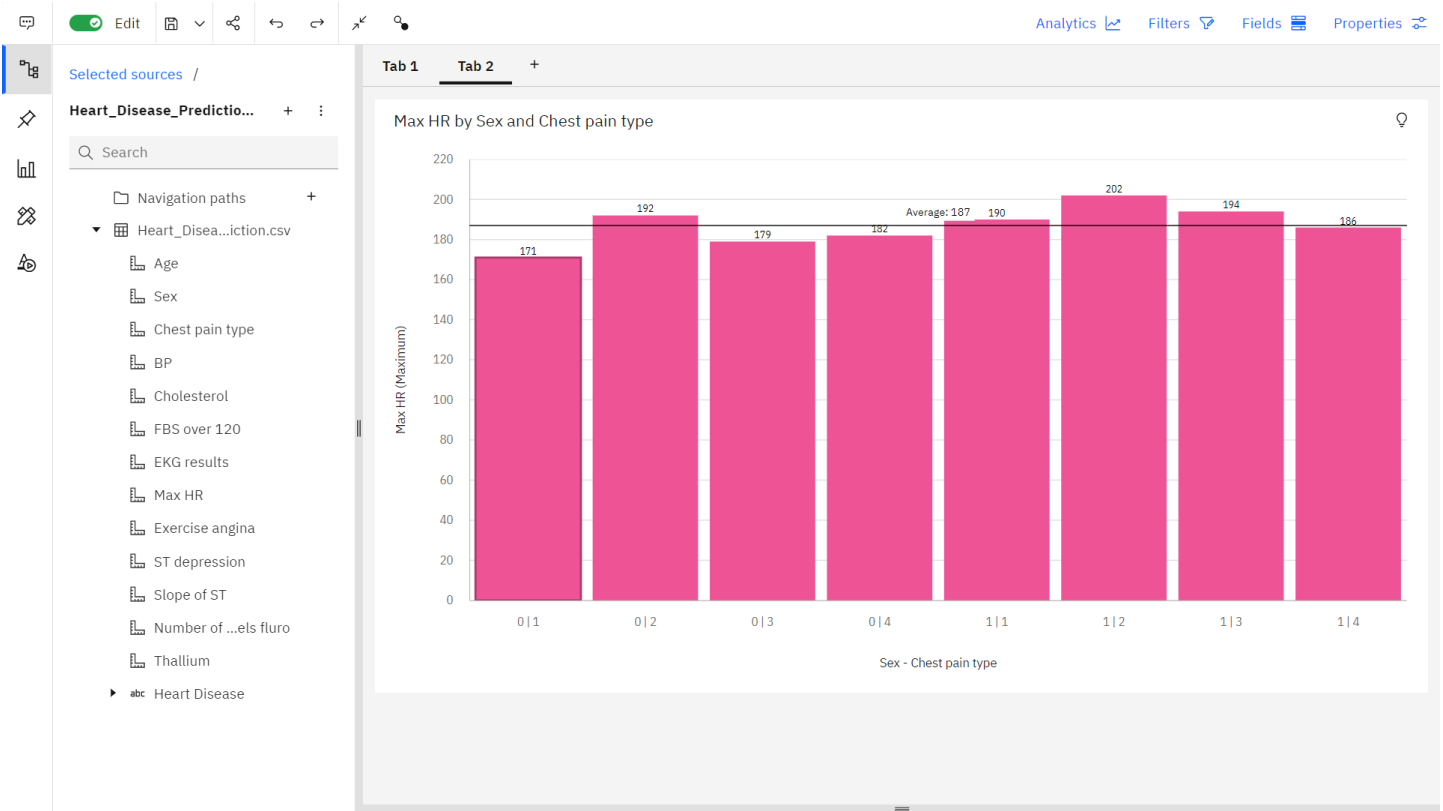 Edit
Analytics
Filters
Fields
Properties
Selected sources /
Heart_Disease_Predictio...
Search
Navigation paths
Heart_Disea...iction.csv
Age
Sex
Chest pain type
BP
Cholesterol
FBS over 120
EKG results
Max HR
Exercise angina
ST depression
Slope of ST
Number of ...els fluro
Thallium
abc Heart Disease
Tab 1
Tab 2
Max HR by Sex and Chest pain type
Max HR (Maximum)
220
200
180
160
140
120
100
80
60
40
20
0
171
192
179
182
Average: 187
190
202
194
186
0 | 1
0 | 2
0 | 3
0 | 4
1 | 1
1 | 2
1 | 3
1 | 4
Sex - Chest pain type